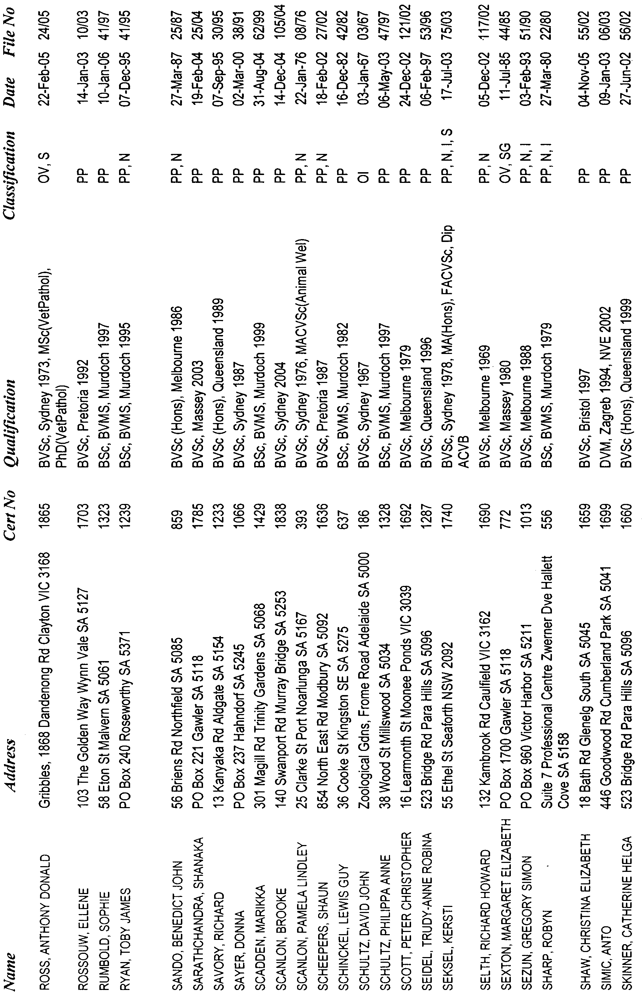 Name Address Cert No Qualification Classification Date File No
ROSS, ANTHONY DONALD Gribbles, 1868 Dandenong Rd Clayton VIC 3168 1865 BVSc, Sydney 1973, MSc(VetPathol), OV, S 22-Feb-05 24/05
PhD(VetPathol)
ROSSOUW, ELLENE 103 The Golden Way Wynn Vale SA 5127 1703 BVSc, Pretoria 1992 PP 14-Jan-03 10/03
RUMBOLD, SOPHIE 58 Eton St Malvern SA 5061 1323 BSc, BVMS, Murdoch 1997 PP 10-Jan-06 41/97
RYAN, TOBY JAMES PO Box 240 Roseworthy SA 5371 1239 BSc, BVMS, Murdoch 1995 PP, N 07-Dec-95 41/95
SANDO, BENEDICT JOHN 56 Briens Rd Northfield SA 5085 859 BVSc (Hons), Melbourne 1986 PP, N 27-Mar-87 25/87
SARATHCHANDRA, SHANAKA PO Box 221 Gawler SA 5118 1785 BVSc, Massey 2003 PP 19-Feb-04 25/04
SAVORY, RICHARD 13 Kanyaka Rd Aldgate SA 5154 1233 BVSc (Hons), Queensland 1989 PP 07-Sep-95 30/95
SAYER, DONNA PO Box 237 Hahndorf SA 5245 1066 BVSc, Sydney 1987 PP, N 02-Mar-00 38/91
SCADDEN, MARIKKA 301 Magill Rd Trinity Gardens SA 5068 1429 BSc, BVMS, Murdoch 1999 PP 31-Aug-04 62/99
SCANLON, BROOKE 140 Swanport Rd Murray Bridge SA 5253 1838 BVSc, Sydney 2004 PP 14-Dec-04 105/04
SCANLON, PAMELA LINDLEY 25 Clarke St Port Noarlunga SA 5167 393 BVSc, Sydney 1976, MACVSc(Animal Wel) PP, N 22-Jan-76 08/76
SCHEEPERS, SHAUN 854 North East Rd Modbury SA 5092 1636 BVSc, Pretoria 1987 PP, N 18-Feb-02 27/02
SCHINCKEL, LEWIS GUY 36 Cooke St Kingston SE SA 5275 637 BSc, BVMS, Murdoch 1982 PP 16-Dec-82 42/82
SCHULTZ, DAVID JOHN Zoological Gdns, Frome Road Adelaide SA 5000 186 BVSc, Sydney 1967 OI 03-Jan-67 03/67
SCHULTZ, PHILIPPA ANNE 38 Wood St Millswood SA 5034 1328 BSc, BVMS, Murdoch 1997 PP 06-May-03 47/97
SCOTT, PETER CHRISTOPHER 16 Learmonth St Moonee Ponds VIC 3039 1692 BVSc, Melbourne 1979 PP 24-Dec-02 121/02
SEIDEL, TRUDY-ANNE ROBINA 523 Bridge Rd Para Hills SA 5096 1287 BVSc, Queensland 1996 PP 06-Feb-97 53/96
SEKSEL, KERSTI 55 Ethel St Seaforth NSW 2092 1740 BVSc, Sydney 1978, MA(Hons), FACVSc, Dip PP, N, I, S 17-Jul-03 75/03
ACVB
SELTH, RICHARD HOWARD 132 Kambrook Rd Caulfield VIC 3162 1690 BVSc, Melbourne 1969 PP, N 05-Dec-02 117/02
SEXTON, MARGARET ELIZABETH PO Box 1700 Gawler SA 5118 772 BVSc, Massey 1980 OV, SG 11-Jul-85 44/85
SEZUN, GREGORY SIMON PO Box 960 Victor Harbor SA 5211 1013 BVSc, Melbourne 1988 PP, N, I 03-Feb-93 51/90
SHARP, ROBYN Suite 7 Professional Centre Zwerner Dve Hallett 556 BSc, BVMS, Murdoch 1979 PP, N, I 27-Mar-80 22/80
Cove SA 5158
SHAW, CHRISTINA ELIZABETH 18 Bath Rd Glenelg South SA 5045 1659 BVSc, Bristol 1997 PP 04-Nov-05 55/02
SIMIC, ANTO 446 Goodwood Rd Cumberland Park SA 5041 1699 DVM, Zagreb 1994, NVE 2002 PP 09-Jan-03 06/03
SKINNER, CATHERINE HELGA 523 Bridge Rd Para Hills SA 5096 1660 BVSc (Hons), Queensland 1999 PP 27-Jun-02 56/02